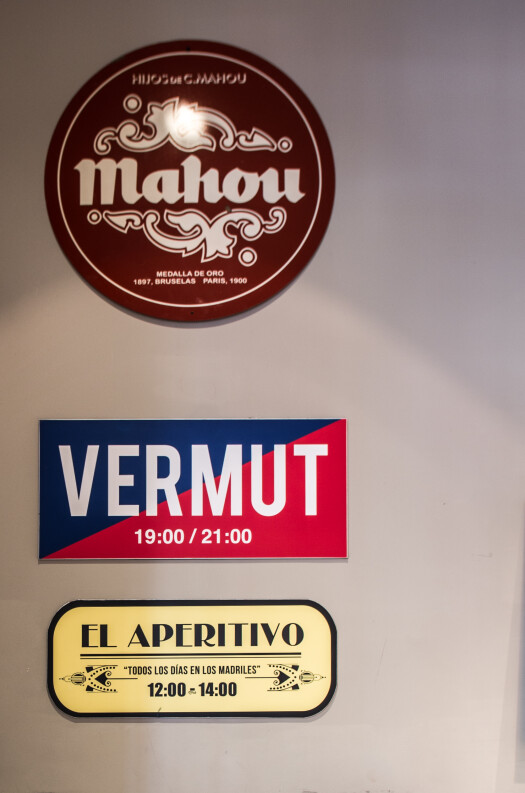 HIJOS DE C.MAHOU
Mahou
MEDALLA DE ORO
1897, BRUSELAS PARIS, 1900
VERMUT
19:00 / 21:00
EL APERITIVO
"TODOS LOS DÍAS EN LOS MADRILES"
12:00 - 14:00